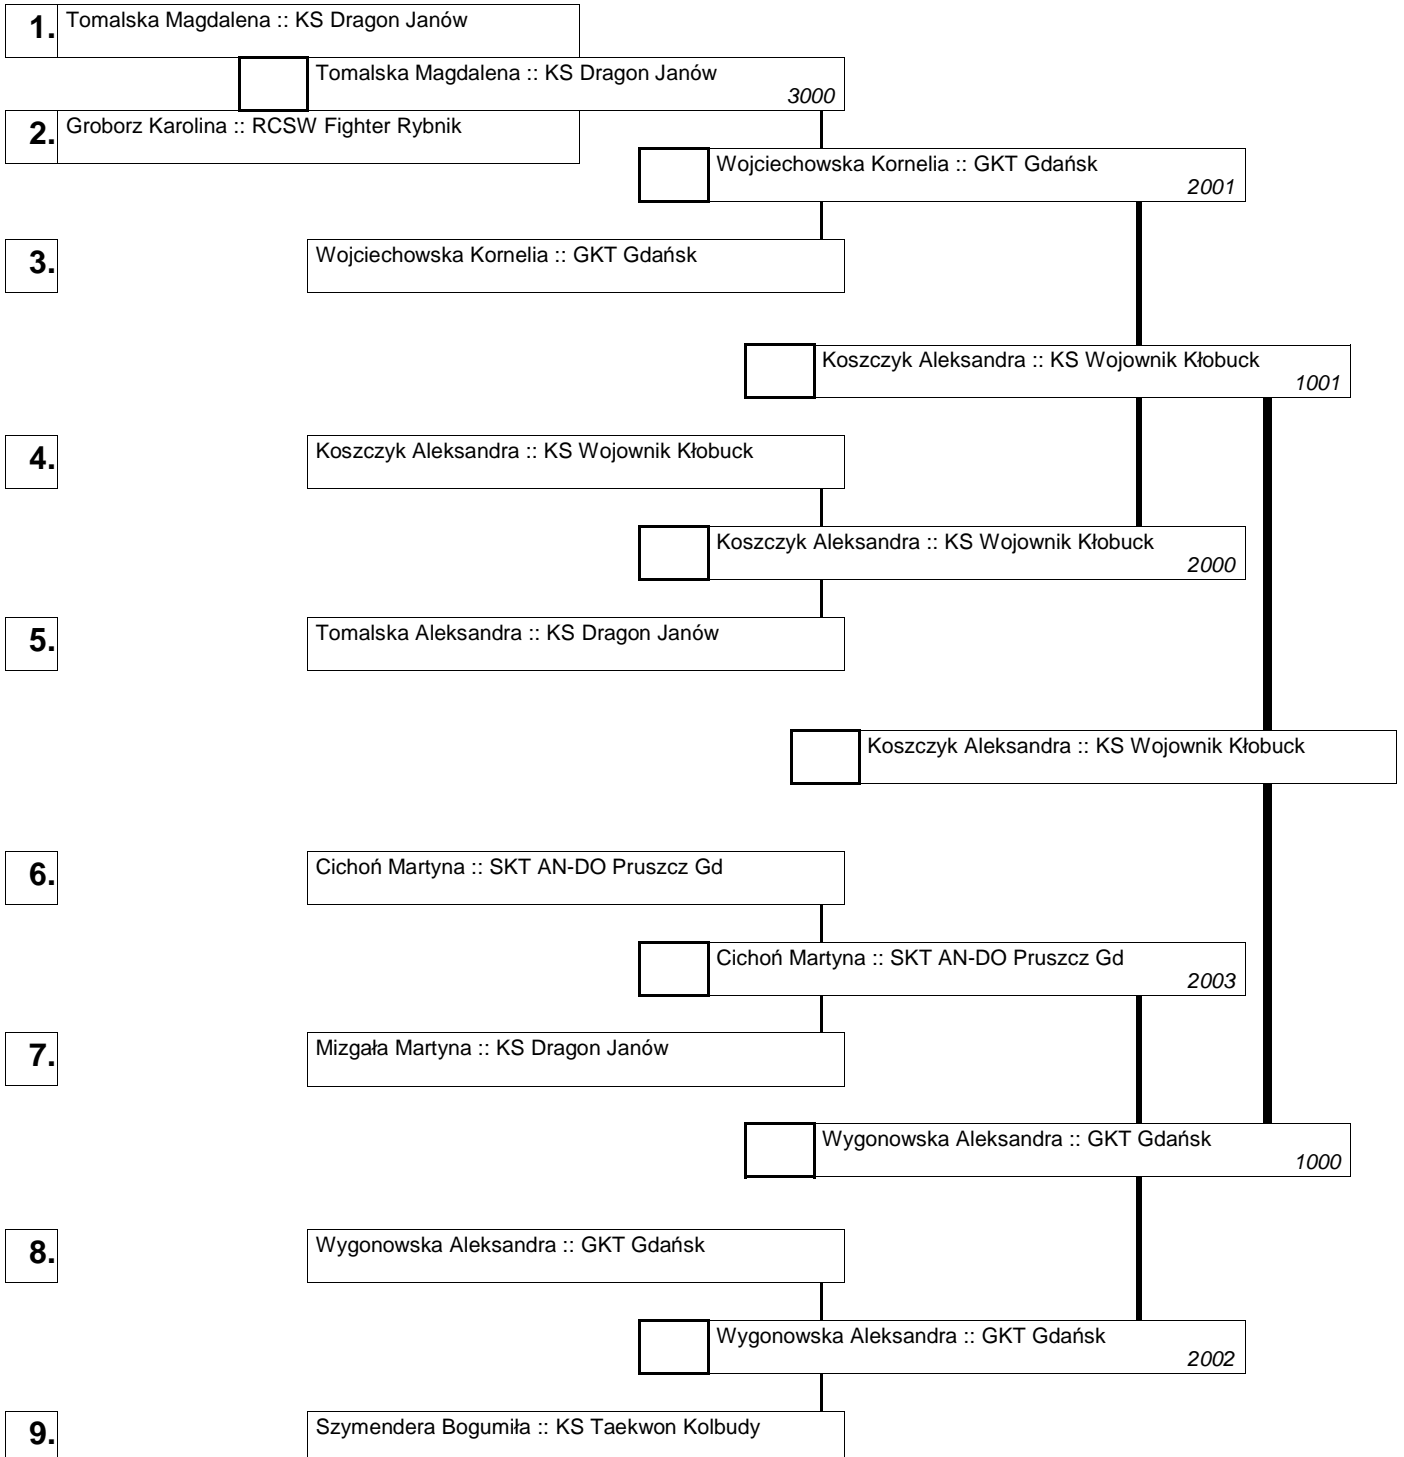 1. Tomalska Magdalena :: KS Dragon Janów
Tomalska Magdalena :: KS Dragon Janów
3000
2. Groborz Karolina :: RCSW Fighter Rybnik
Wojciechowska Kornelia :: GKT Gdańsk
2001
3. Wojciechowska Kornelia :: GKT Gdańsk
Koszczyk Aleksandra :: KS Wojownik Kłobuck
1001
4. Koszczyk Aleksandra :: KS Wojownik Kłobuck
Koszczyk Aleksandra :: KS Wojownik Kłobuck
2000
5. Tomalska Aleksandra :: KS Dragon Janów
Koszczyk Aleksandra :: KS Wojownik Kłobuck
6. Cichoń Martyna :: SKT AN-DO Pruszcz Gd
Cichoń Martyna :: SKT AN-DO Pruszcz Gd
2003
7. Mizgała Martyna :: KS Dragon Janów
Wygonowska Aleksandra :: GKT Gdańsk
1000
8. Wygonowska Aleksandra :: GKT Gdańsk
Wygonowska Aleksandra :: GKT Gdańsk
2002
9. Szymendera Bogumiła :: KS Taekwon Kolbudy